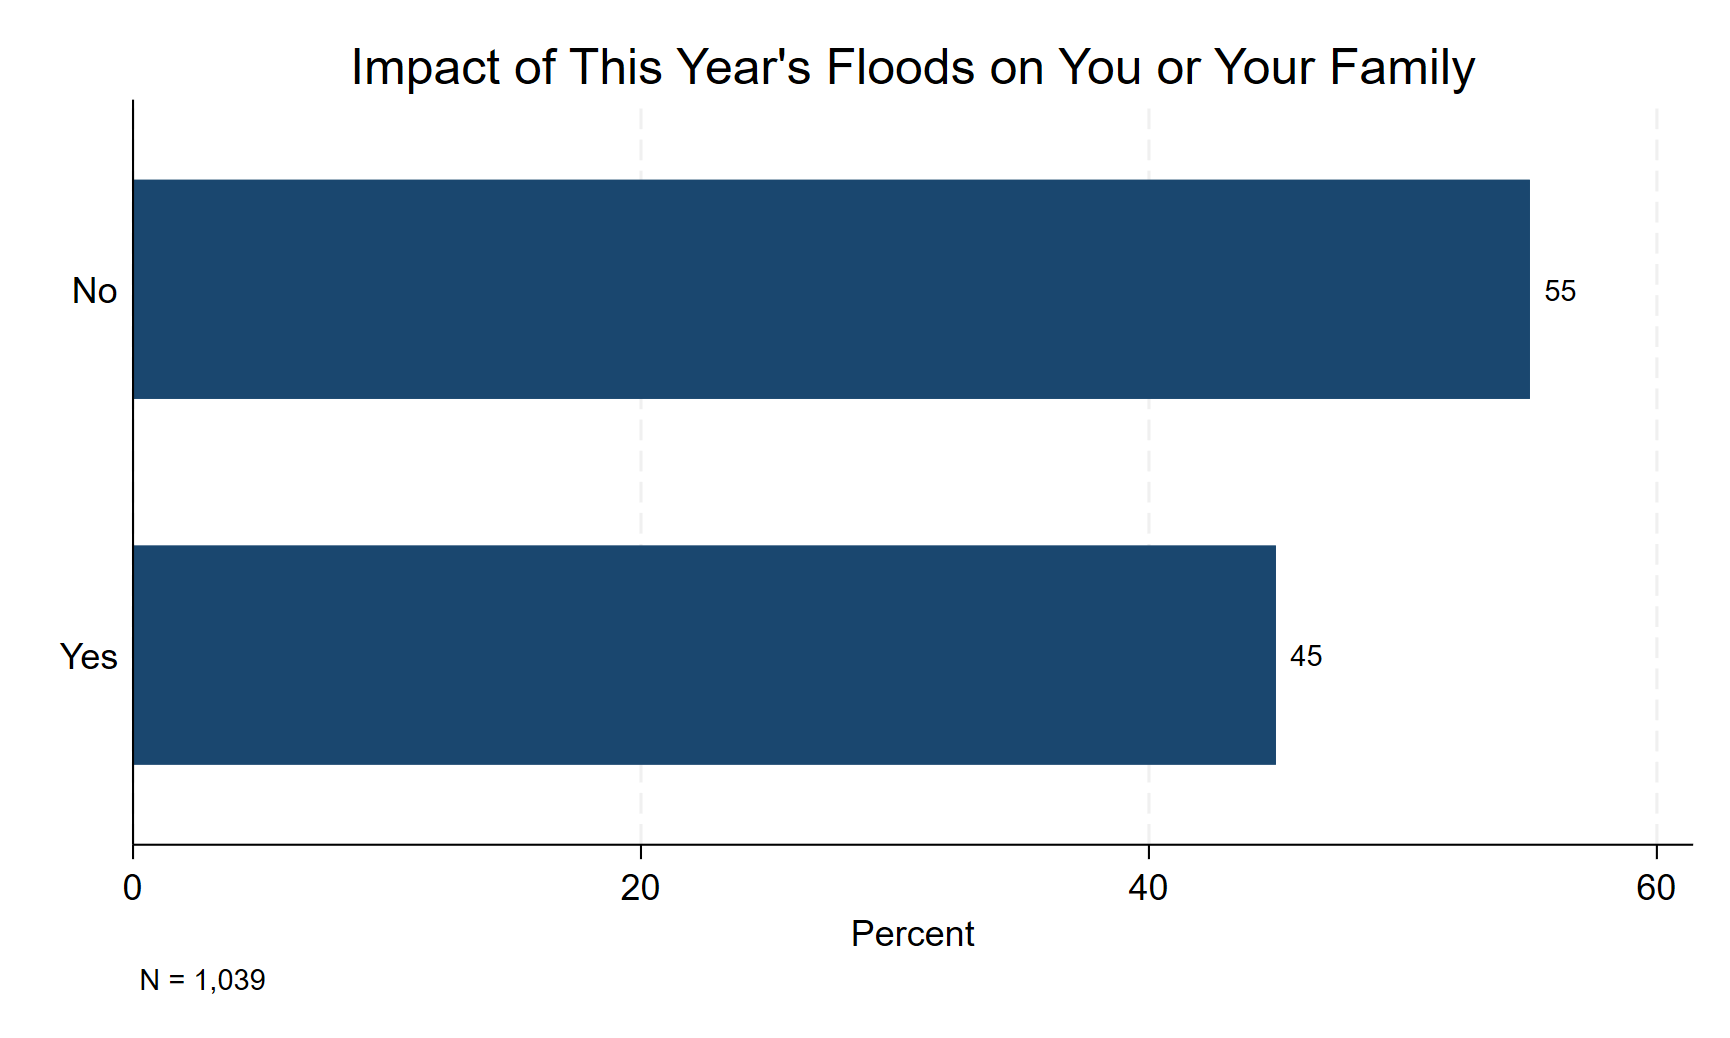 Impact of This Year's Floods on You or Your Family
No
55
Yes
45
0 20 40 60
Percent
N = 1,039